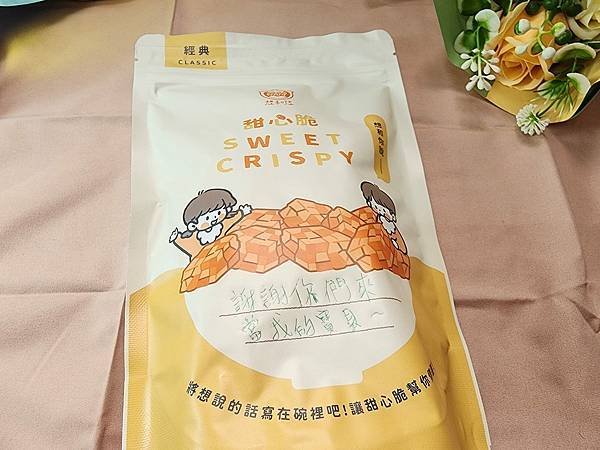 經典
CLASSIC
甜心脆
SWEET
CRISPY
謝謝你們來
當我的寶貝～
將想說的話寫在碗裡吧!讓甜心脆幫你